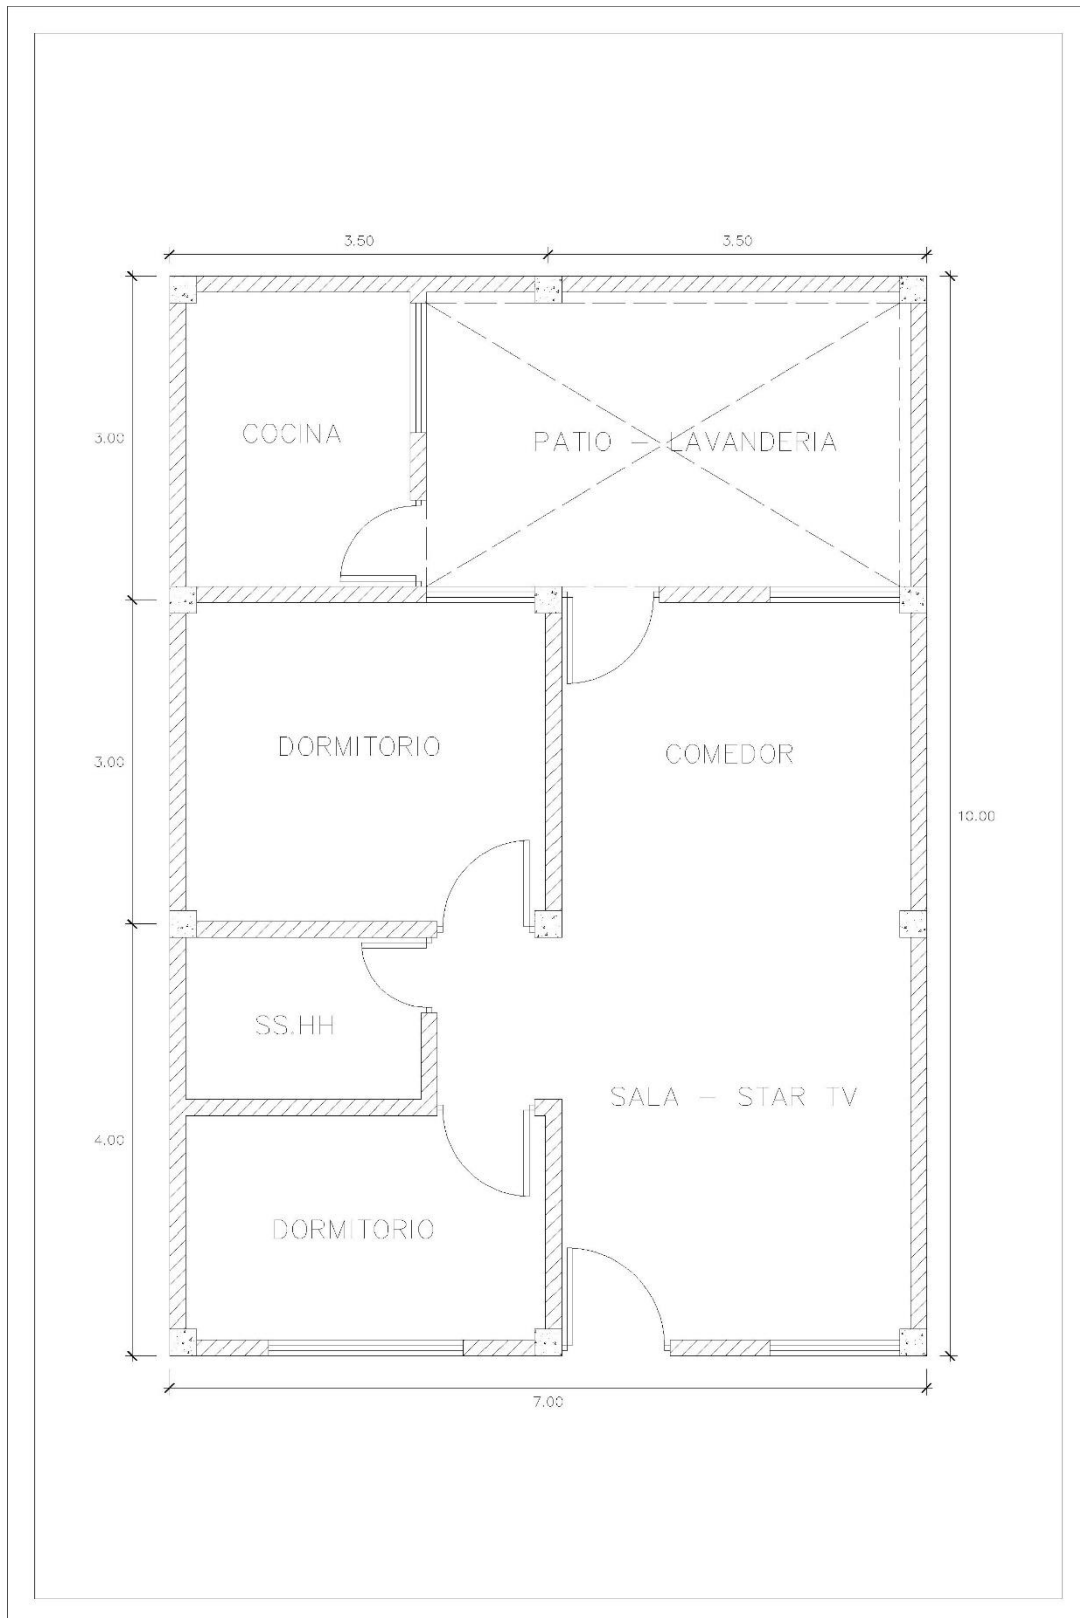 3.50
3.50
3.00
COCINA
PATIO - LAVANDERIA
DORMITORIO
COMEDOR
3.00
10.00
SS.HH
SALA - STAR TV
4.00
DORMITORIO
7.00